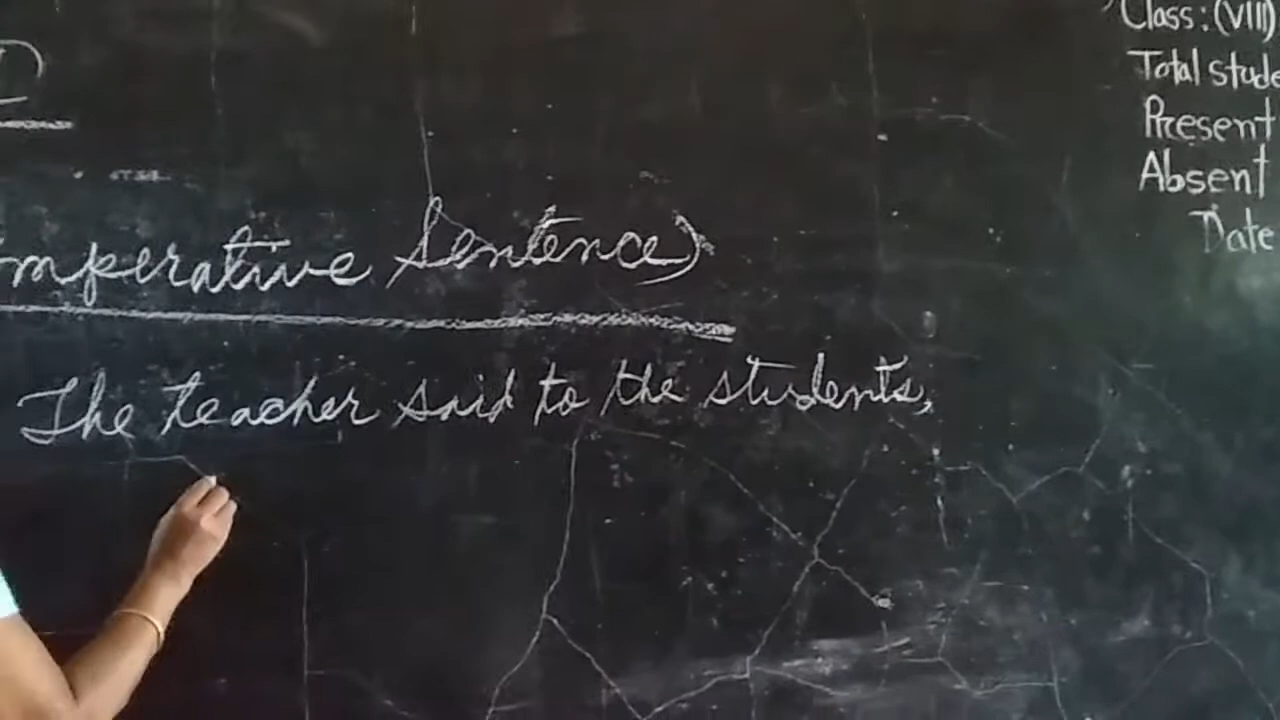 Class: (VIII)
Total stude
Present
Absent
Date
mperative Sentence)
The teacher said to the students,